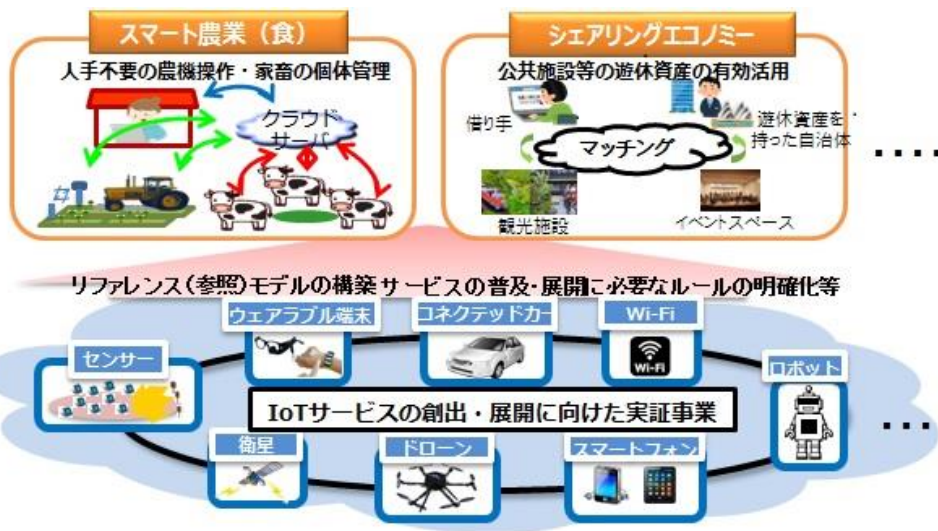 スマート農業（食）
人手不要の農機操作・家畜の個体管理
クラウド
サーバ
シェアリングエコノミー
公共施設等の遊休資産の有効活用
借り手
遊休資産を
持った自治体
マッチング
観光施設
イベントスペース
・・・・
リファレンス（参照）モデルの構築 サービスの普及・展開に必要なルールの明確化等
ウェアラブル端末
コネクテッドカー
Wi-Fi
Wi-Fi
センサー
ロボット
IoTサービスの創出・展開に向けた実証事業
・・・
衛星
ドローン
スマートフォン